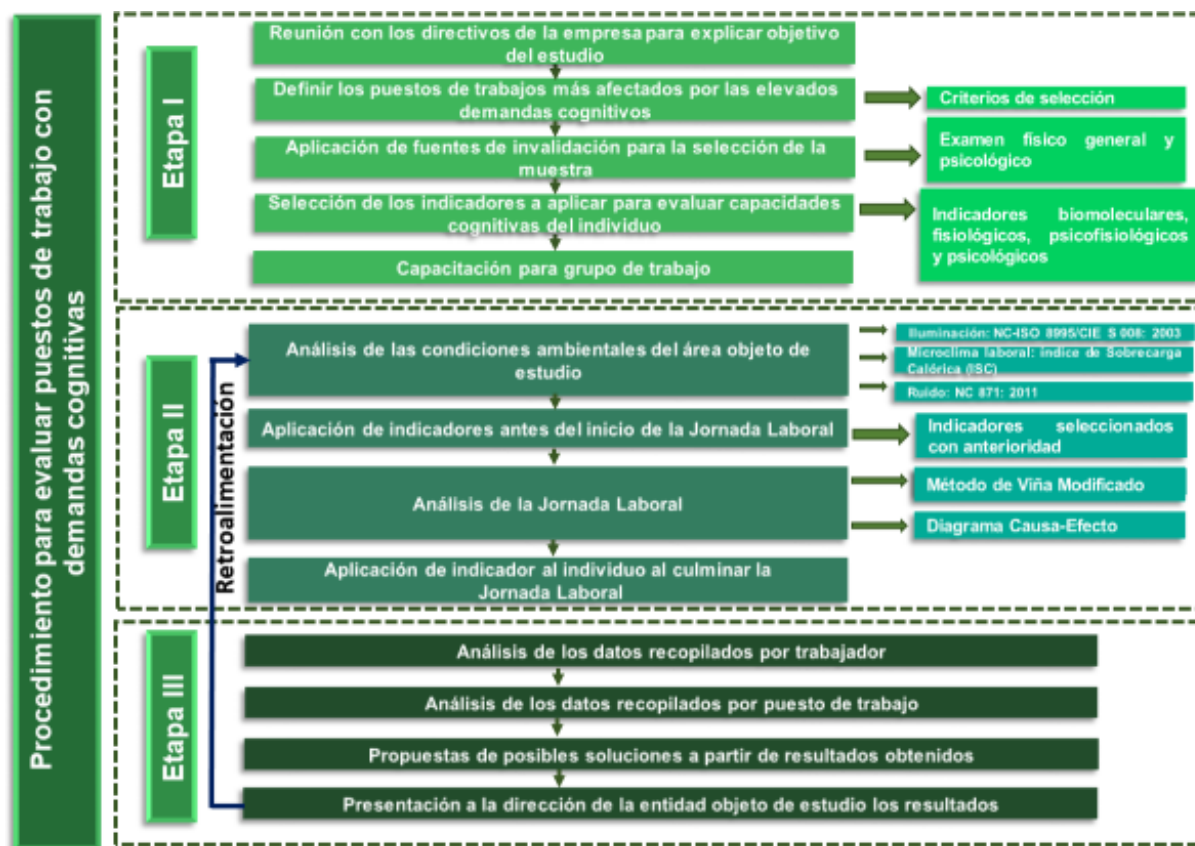 Procedimiento para evaluar puestos de trabajo con
demandas cognitivas
Etapa I
Reunión con los directivos de la empresa para explicar objetivo
del estudio
Definir los puestos de trabajos más afectados por las elevados
demandas cognitivos
Criterios de selección
Aplicación de fuentes de invalidación para la selección de la
muestra
Examen físico general y
psicológico
Selección de los indicadores a aplicar para evaluar capacidades
cognitivas del individuo
Indicadores biomoleculares,
fisiológicos, psicofisiológicos
y psicológicos
Capacitación para grupo de trabajo
Etapa II
Retroalimentación
Análisis de las condiciones ambientales del área objeto de
estudio
Iluminación: NC-ISO 8995/CIE S 008: 2003
Microclima laboral: índice de Sobrecarga
Calórica (ISC)
Ruido: NC 871: 2011
Aplicación de indicadores antes del inicio de la Jornada Laboral
Indicadores seleccionados
con anterioridad
Análisis de la Jornada Laboral
Método de Viña Modificado
Diagrama Causa-Efecto
Aplicación de indicador al individuo al culminar la
Jornada Laboral
Etapa III
Análisis de los datos recopilados por trabajador
Análisis de los datos recopilados por puesto de trabajo
Propuestas de posibles soluciones a partir de resultados obtenidos
Presentación a la dirección de la entidad objeto de estudio los resultados